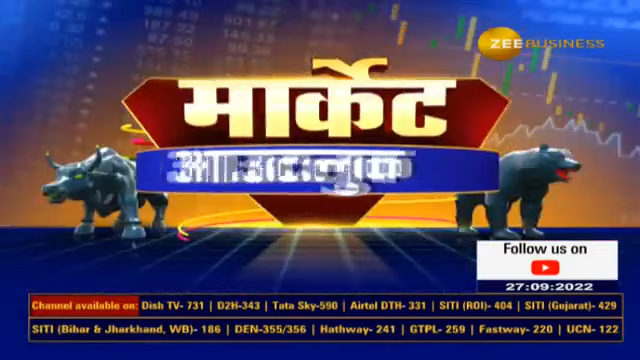 ZEE BUSINESS
मार्केट
आउटलुक
Follow us on
27:09:2022
Channel available on: Dish TV- 731 | D2H-343 | Tata Sky-590 | Airtel DTH- 331 | SITI (ROI)- 404 | SITI (Gujarat)- 429
SITI (Bihar & Jharkhand, WB)- 186 | DEN-355/356 | Hathway- 241 | GTPL- 259 | Fastway- 220 | UCN- 122